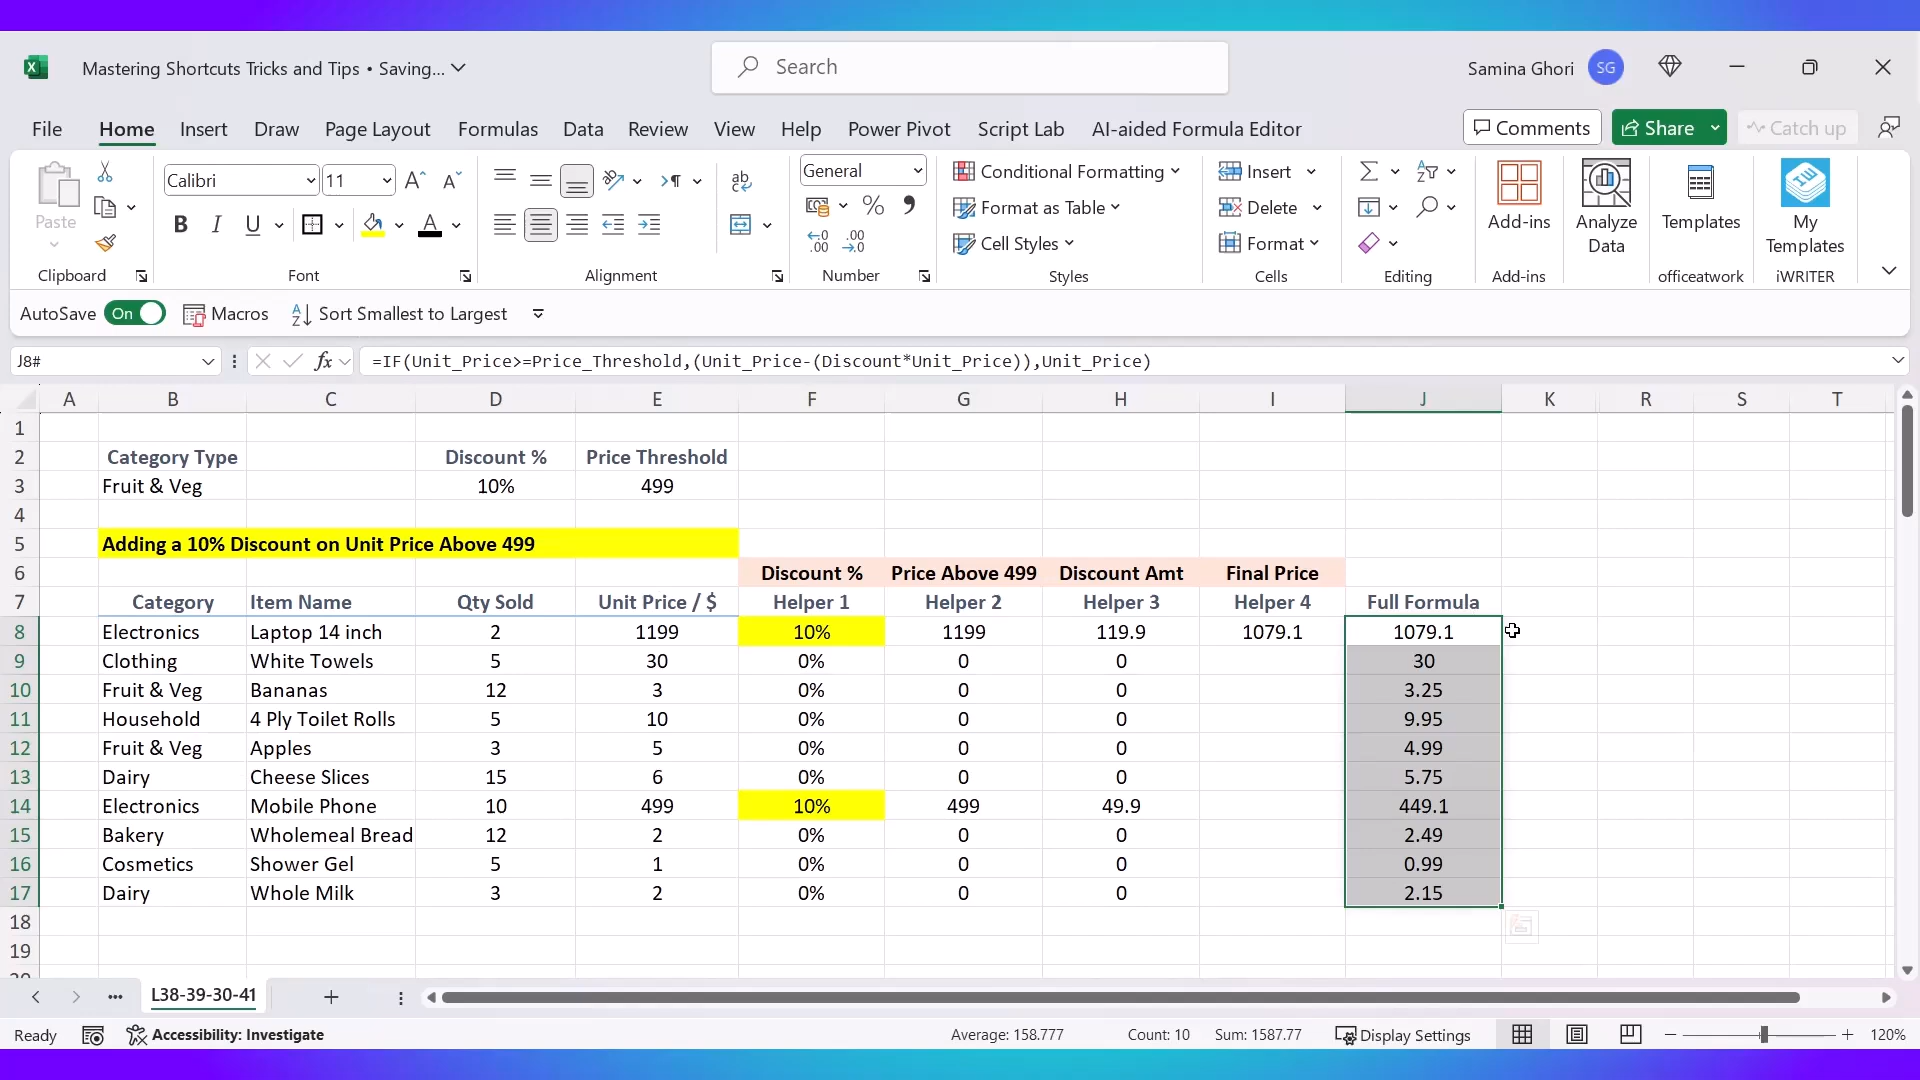 Mastering Shortcuts Tricks and Tips • Saving...
Search
Samina Ghori SG
File Home Insert Draw Page Layout Formulas Data Review View Help Power Pivot Script Lab AI-aided Formula Editor
Comments Share Catch up
Paste
Clipboard
Calibri 11
B I U
Font
Alignment
General
Number
Conditional Formatting
Format as Table
Cell Styles
Styles
Insert
Delete
Format
Cells
Editing
Add-ins
Add-ins
Analyze
Data
Templates
officeatwork
My
Templates
iWRITER
AutoSave On Macros Sort Smallest to Largest
J8# fx =IF(Unit_Price>=Price_Threshold,(Unit_Price-(Discount*Unit_Price)),Unit_Price)
A B C D E F G H I J K R S T
1
2 Category Type Discount % Price Threshold
3 Fruit & Veg 10% 499
4
5 Adding a 10% Discount on Unit Price Above 499
6 Discount % Price Above 499 Discount Amt Final Price
7 Category Item Name Qty Sold Unit Price / $ Helper 1 Helper 2 Helper 3 Helper 4 Full Formula
8 Electronics Laptop 14 inch 2 1199 10% 1199 119.9 1079.1 1079.1
9 Clothing White Towels 5 30 0% 0 0 30
10 Fruit & Veg Bananas 12 3 0% 0 0 3.25
11 Household 4 Ply Toilet Rolls 5 10 0% 0 0 9.95
12 Fruit & Veg Apples 3 5 0% 0 0 4.99
13 Dairy Cheese Slices 15 6 0% 0 0 5.75
14 Electronics Mobile Phone 10 499 10% 499 49.9 449.1
15 Bakery Wholemeal Bread 12 2 0% 0 0 2.49
16 Cosmetics Shower Gel 5 1 0% 0 0 0.99
17 Dairy Whole Milk 3 2 0% 0 0 2.15
18
19
L38-39-30-41
Ready Accessibility: Investigate Average: 158.777 Count: 10 Sum: 1587.77 Display Settings 120%